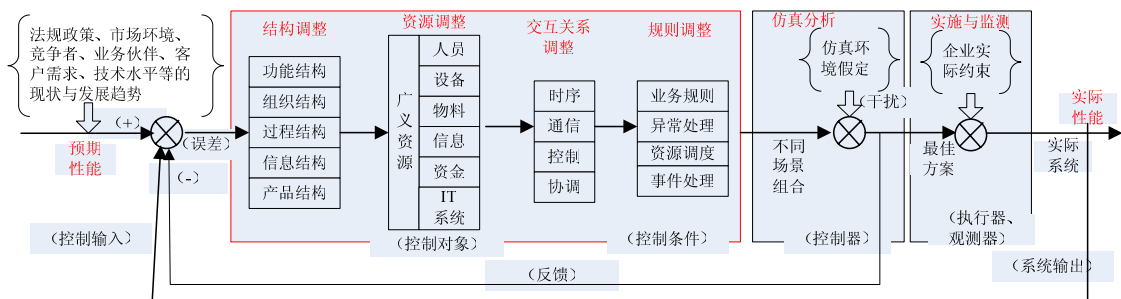 法规政策、市场环境、
竞争者、业务伙伴、客
户需求、技术水平等的
现状与发展趋势
(+)
预期
性能
(-)
(误差)
(控制输入)
结构调整
功能结构
组织结构
过程结构
信息结构
产品结构
资源调整
广义资源
人员
设备
物料
信息
资金
IT
系统
(控制对象)
交互关系
调整
时序
通信
控制
协调
规则调整
业务规则
异常处理
资源调度
事件处理
(控制条件)
仿真分析
仿真环
境假定
(干扰)
不同
场景
组合
(控制器)
实施与监测
企业实
际约束
最佳
方案
(执行器、
观测器)
实际
性能
实际
系统
(系统输出)
(反馈)